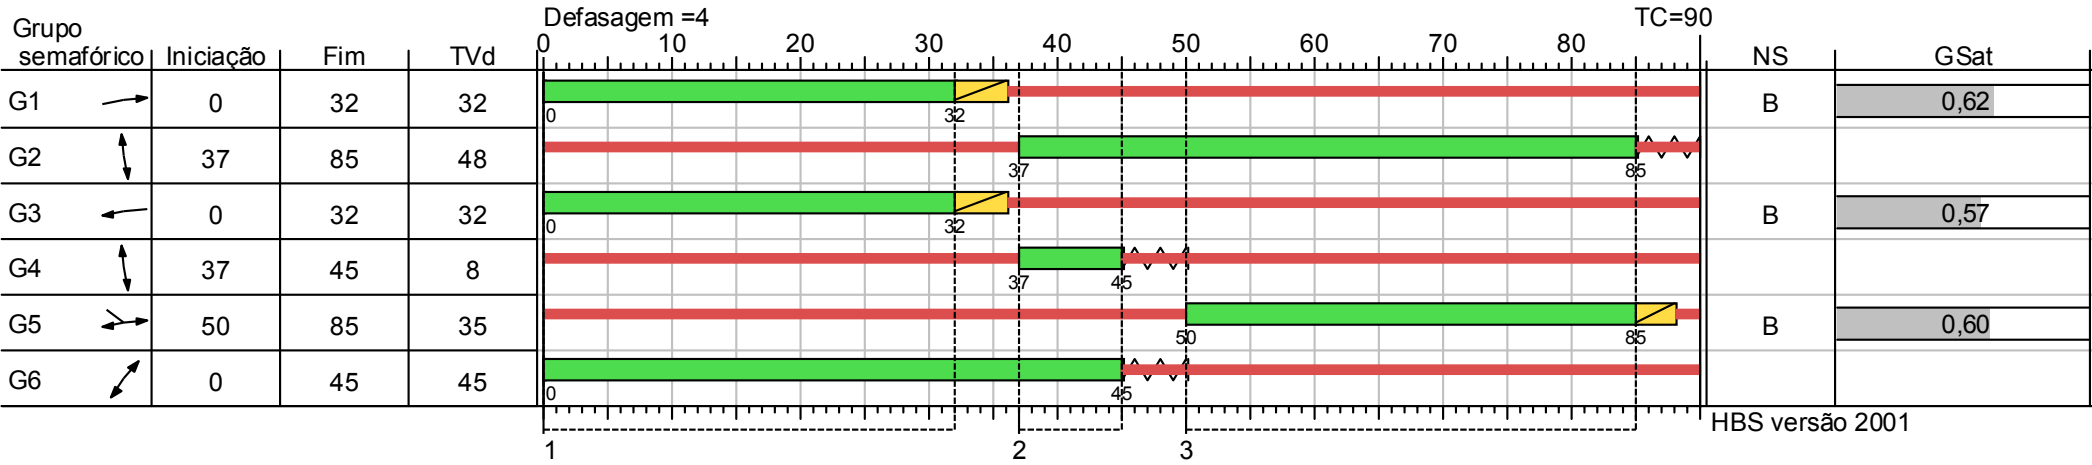 Defasagem =4 TC=90
Grupo
semafórico Iniciação Fim TVd 0 10 20 30 40 50 60 70 80 NS GSat
G1 0 32 32 0 32 B 0,62
G2 37 85 48 37 85
G3 0 32 32 0 32 B 0,57
G4 37 45 8 37 45
G5 50 85 35 50 85 B 0,60
G6 0 45 45 0 45
HBS versão 2001
1 2 3